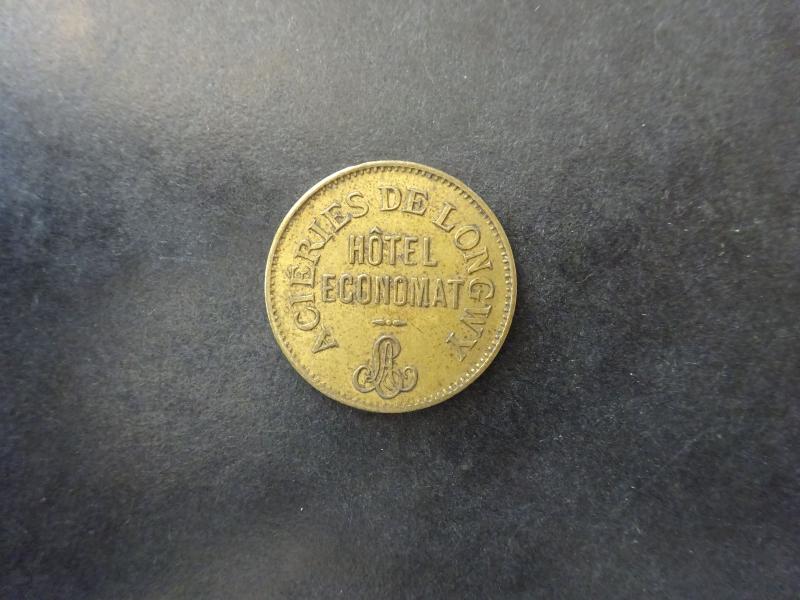 ACIÉRIES DE LONGWY
HÔTEL
ECONOMAT